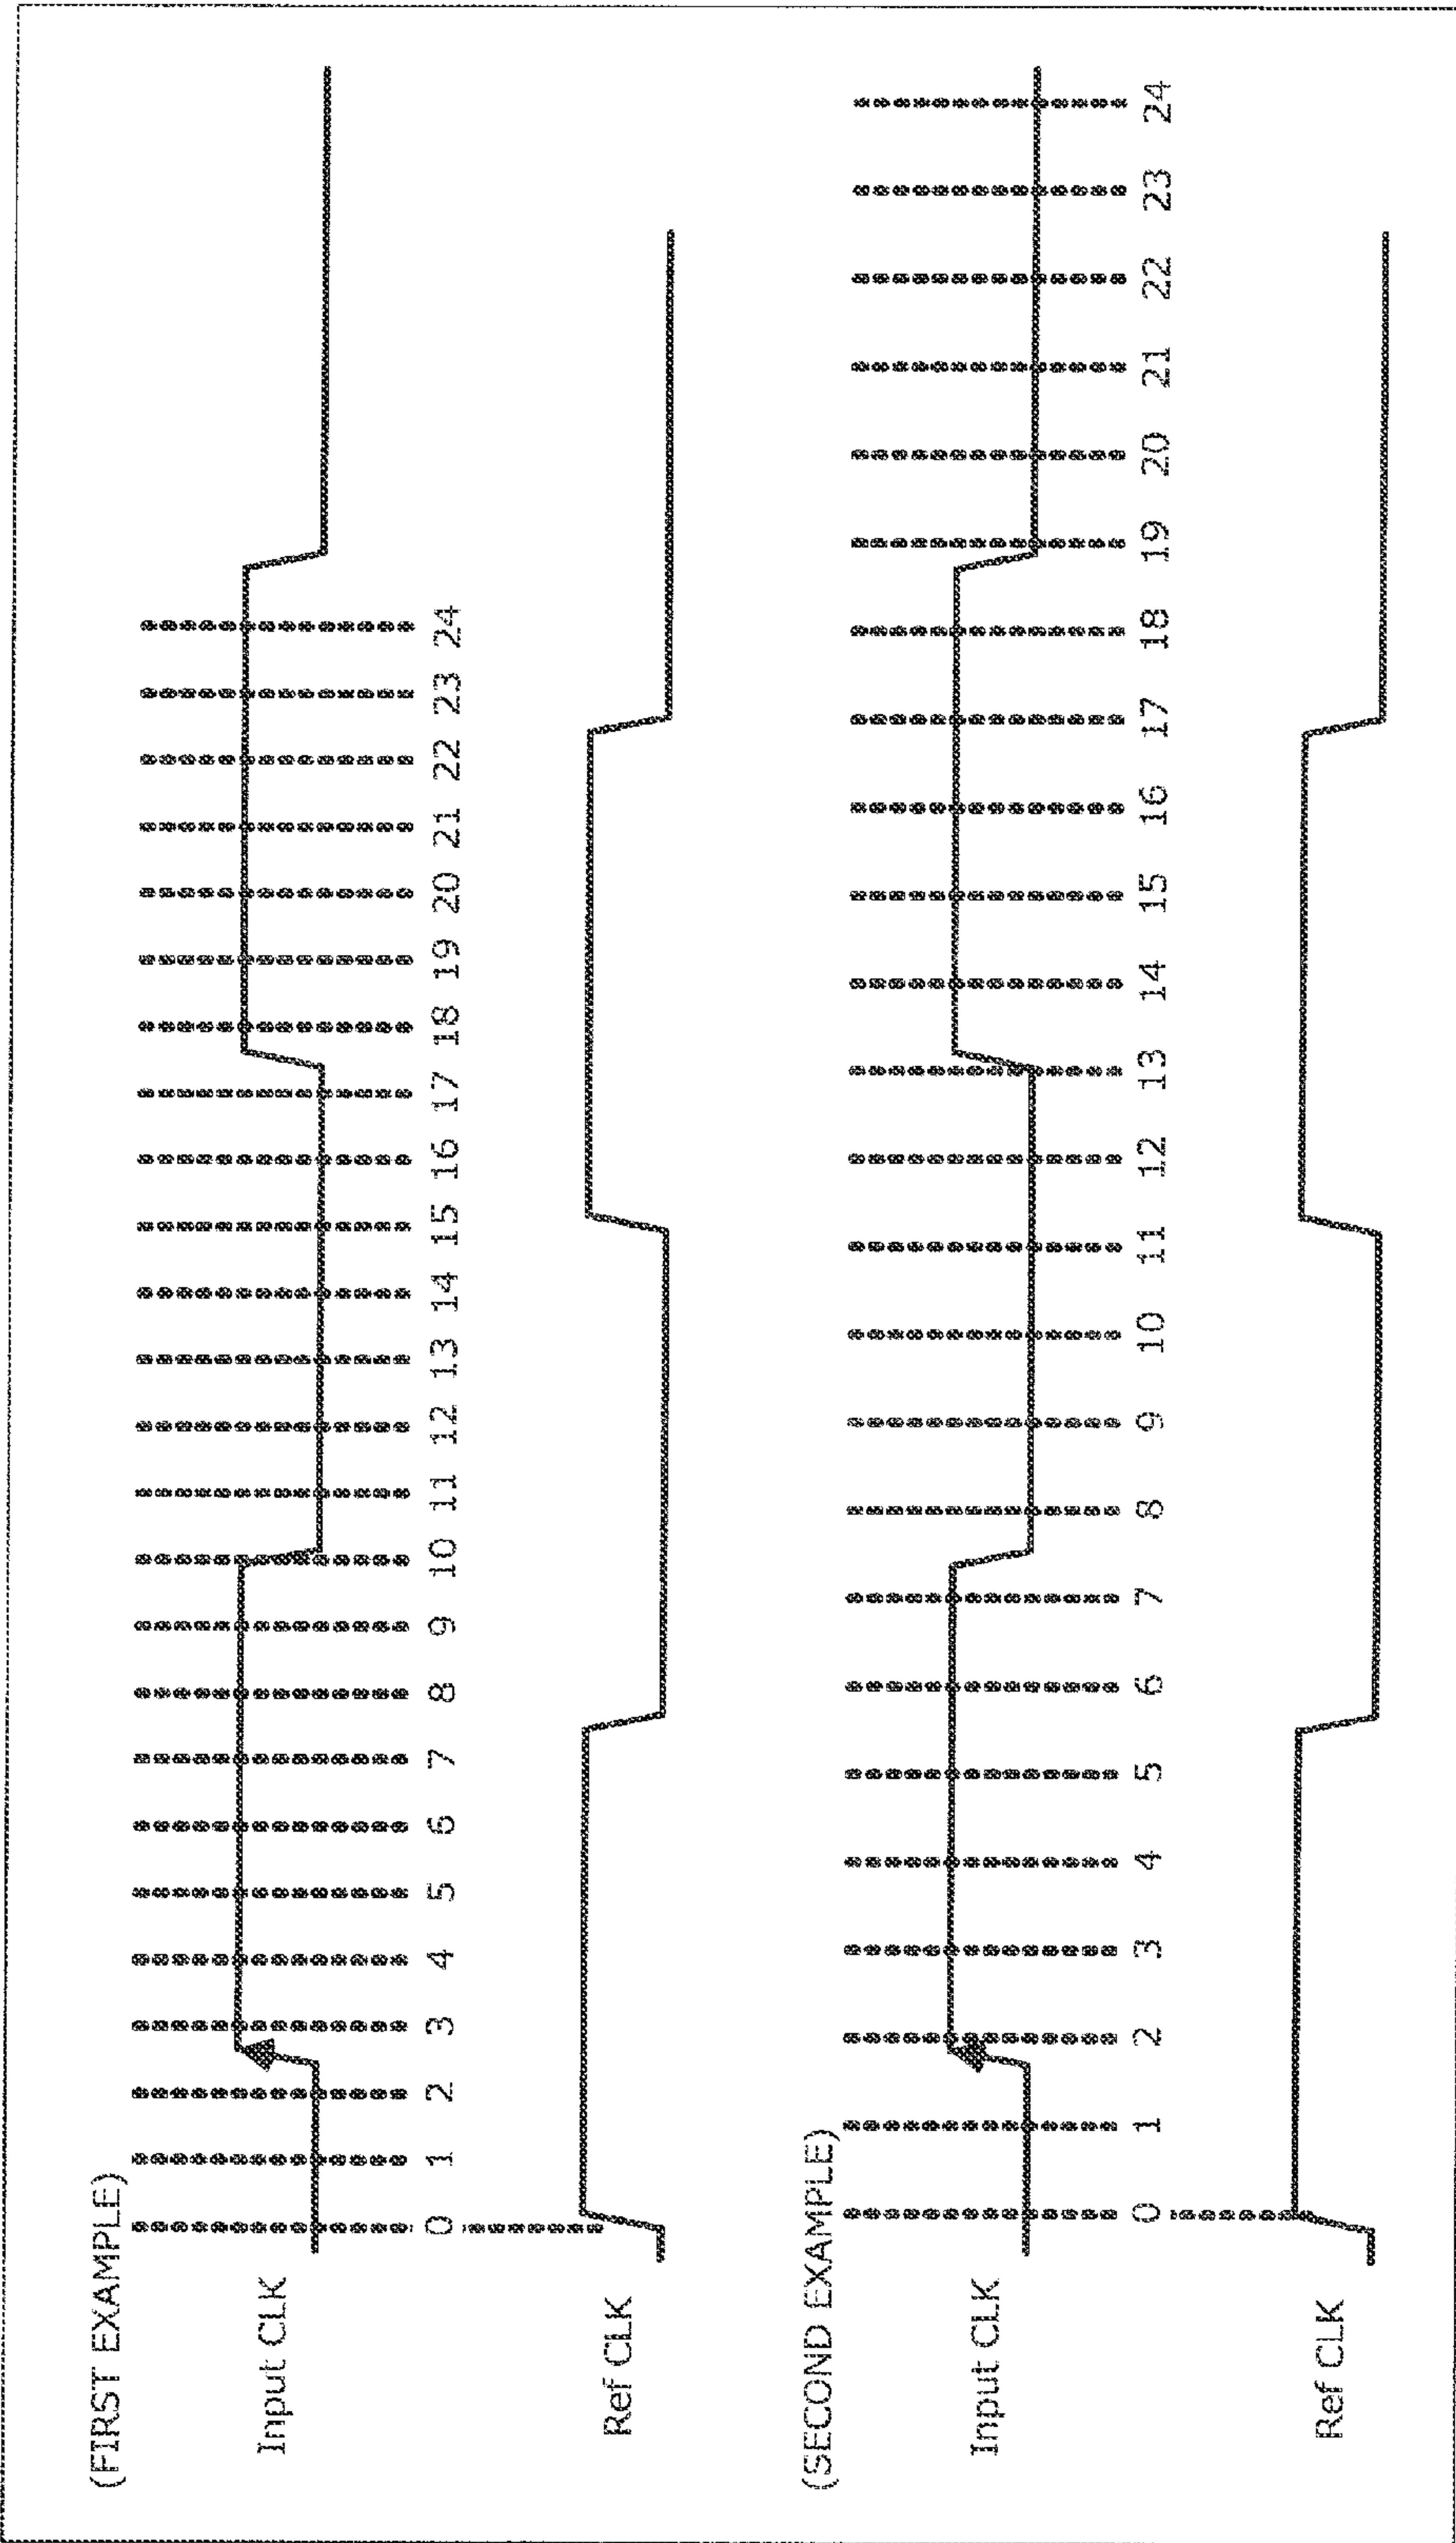 (FIRST EXAMPLE)
Input CLK
0 1 2 3 4 5 6 7 8 9 10 11 12 13 14 15 16 17 18 19 20 21 22 23 24
Ref CLK
(SECOND EXAMPLE)
Input CLK
0 1 2 3 4 5 6 7 8 9 10 11 12 13 14 15 16 17 18 19 20 21 22 23 24
Ref CLK